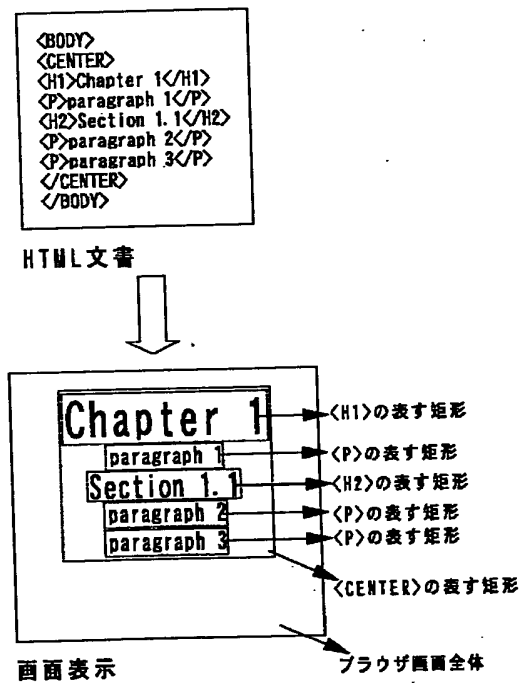 <BODY>
<CENTER>
<H1>Chapter 1</H1>
<P>paragraph 1</P>
<H2>Section 1.1</H2>
<P>paragraph 2</P>
<P>paragraph 3</P>
</CENTER>
</BODY>
HTML文書
Chapter 1
<H1>の表す矩形
paragraph 1
<P>の表す矩形
Section 1.1
<H2>の表す矩形
paragraph 2
<P>の表す矩形
paragraph 3
<P>の表す矩形
<CENTER>の表す矩形
ブラウザ画面全体
画面表示